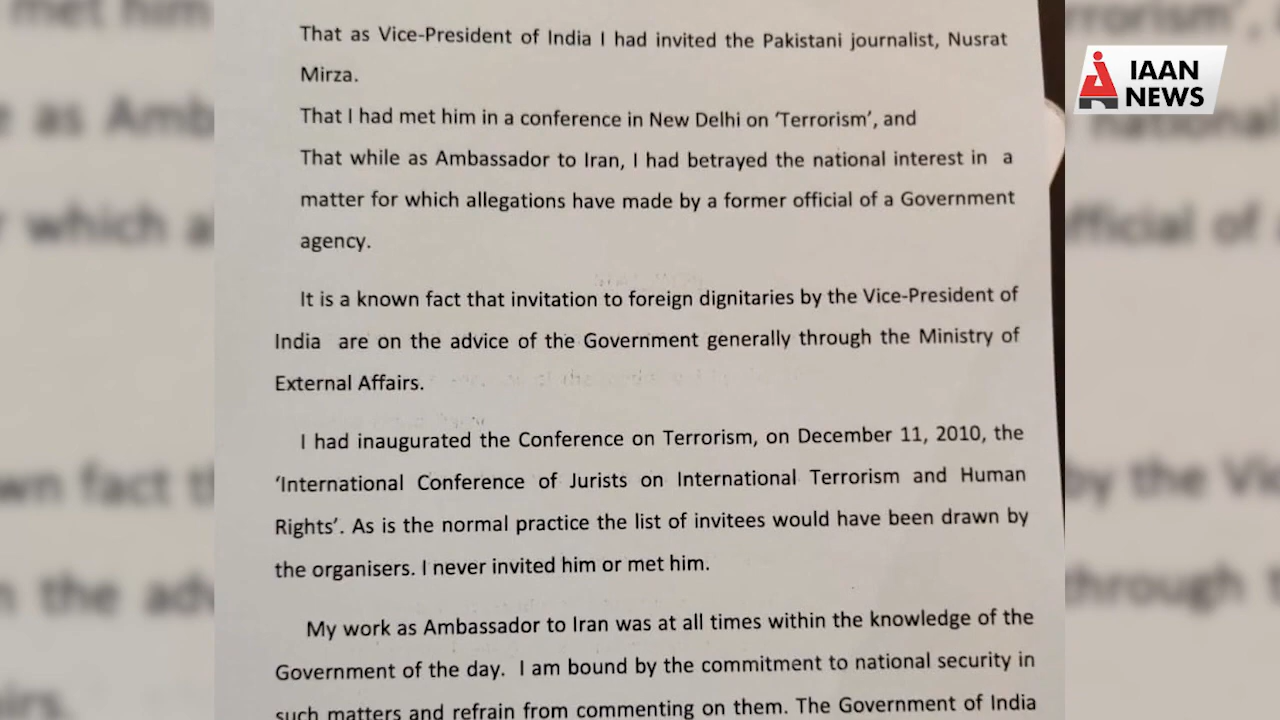 That as Vice-President of India I had invited the Pakistani journalist, Nusrat
Mirza.
That I had met him in a conference in New Delhi on ‘Terrorism’, and
That while as Ambassador to Iran, I had betrayed the national interest in a
matter for which allegations have made by a former official of a Government
agency.
It is a known fact that invitation to foreign dignitaries by the Vice-President of
India are on the advice of the Government generally through the Ministry of
External Affairs.
I had inaugurated the Conference on Terrorism, on December 11, 2010, the
‘International Conference of Jurists on International Terrorism and Human
Rights’. As is the normal practice the list of invitees would have been drawn by
the organisers. I never invited him or met him.
My work as Ambassador to Iran was at all times within the knowledge of the
Government of the day. I am bound by the commitment to national security in
such matters and refrain from commenting on them. The Government of India
IAAN
NEWS